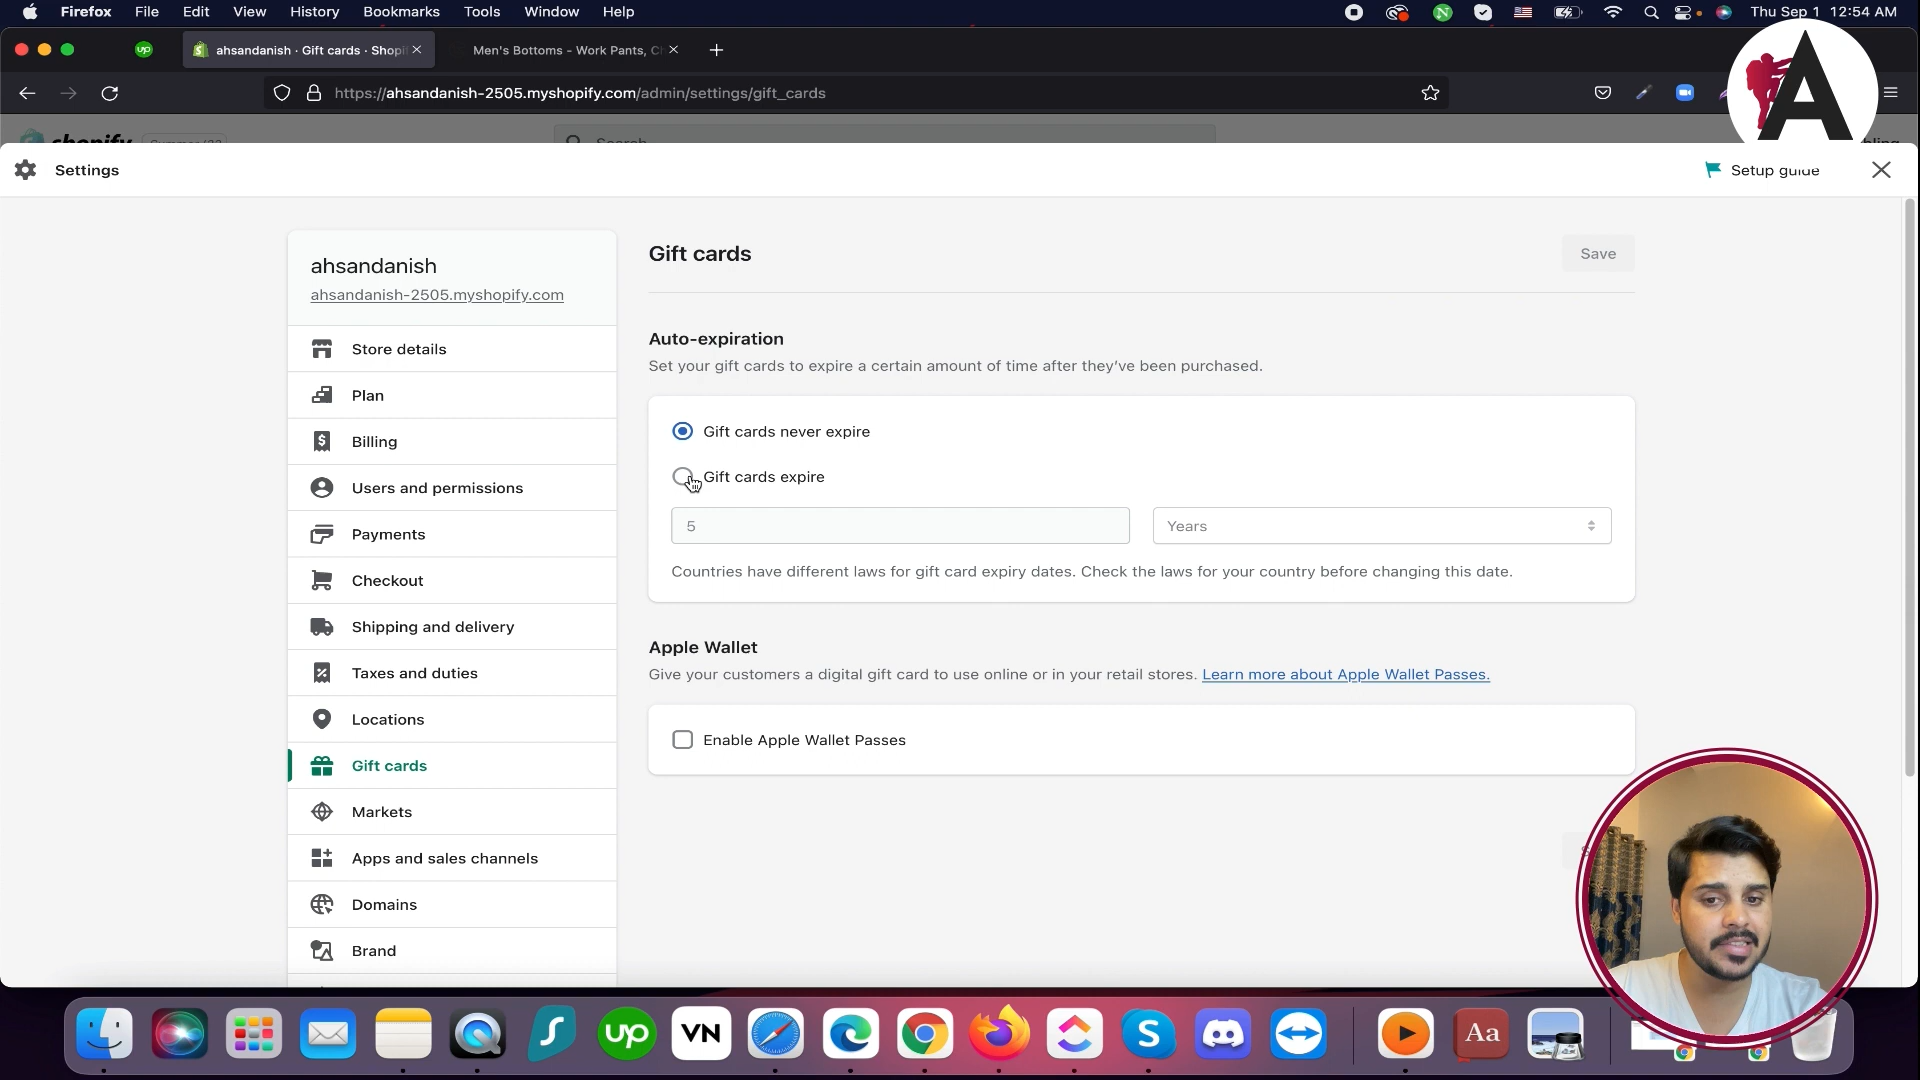 Firefox File Edit View History Bookmarks Tools Window Help
Thu Sep 1 12:54 AM
up
ahsandanish · Gift cards · Shopi
Men's Bottoms - Work Pants, C
https://ahsandanish-2505.myshopify.com/admin/settings/gift_cards
A
shopify
Search
Settings
Setup guide
ahsandanish
ahsandanish-2505.myshopify.com
Store details
Plan
Billing
Users and permissions
Payments
Checkout
Shipping and delivery
Taxes and duties
Locations
Gift cards
Markets
Apps and sales channels
Domains
Brand
Gift cards
Save
Auto-expiration
Set your gift cards to expire a certain amount of time after they've been purchased.
Gift cards never expire
Gift cards expire
5
Years
Countries have different laws for gift card expiry dates. Check the laws for your country before changing this date.
Apple Wallet
Give your customers a digital gift card to use online or in your retail stores. Learn more about Apple Wallet Passes.
Enable Apple Wallet Passes
up
VN
S
Aa